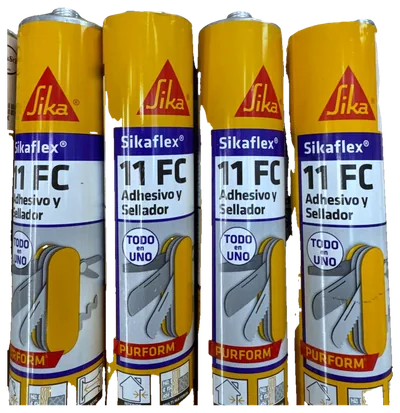 Sika
Sikaflex®
11 FC
Adhesivo y
Sellador
TODO
en
UNO
PURFORM®
Sika
Sikaflex®
11 FC
Adhesivo y
Sellador
TODO
en
UNO
PURFORM®
Sika
Sikaflex®
11 FC
Adhesivo y
Sellador
TODO
en
UNO
PURFORM®
Sika
Sikaflex®
11 FC
Adhesivo y
Sellador
TODO
en
UNO
PURFORM®